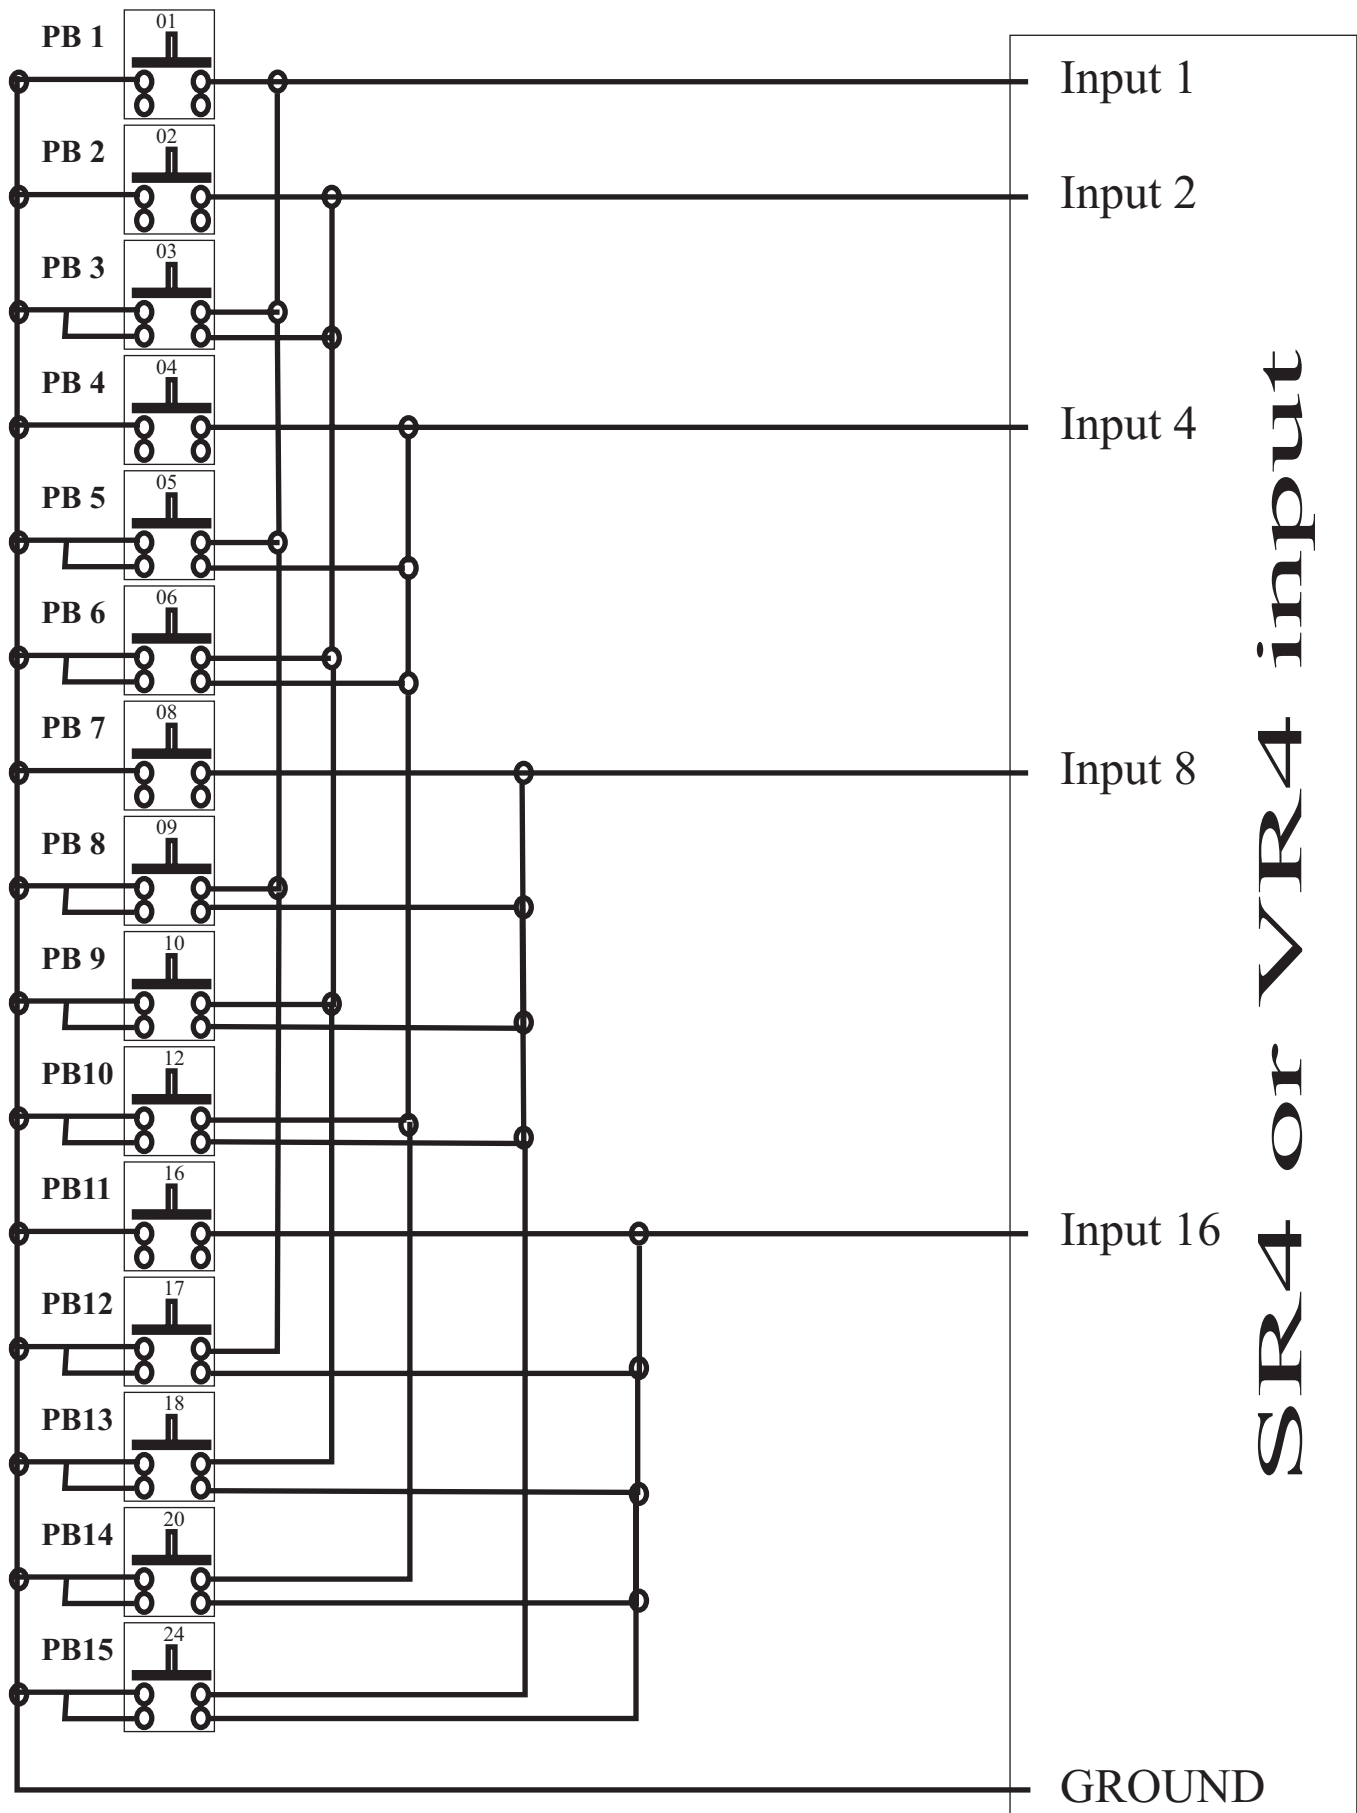 01
PB 1
Input 1
02
PB 2
Input 2
03
PB 3
04
PB 4
Input 4
05
PB 5
06
PB 6
08
PB 7
Input 8
09
PB 8
10
PB 9
12
PB10
16
PB11
Input 16
17
PB12
18
PB13
20
PB14
24
PB15
GROUND
SR4 or VR4 input